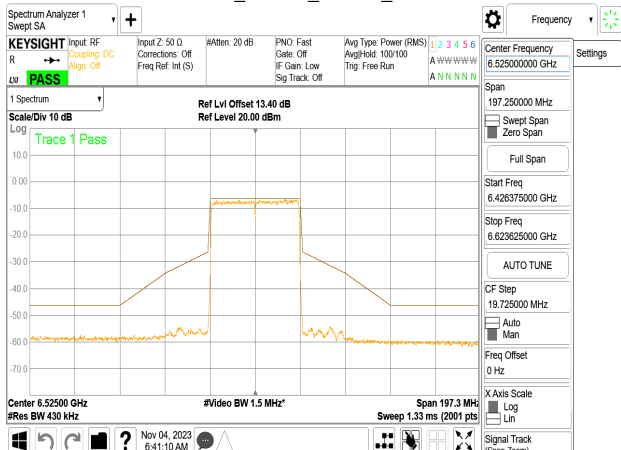 Spectrum Analyzer 1
Swept SA
Frequency
KEYSIGHT
R
LXI
PASS
Input: RF
Coupling: DC
Align: Off
Input Z: 50 Ω
Corrections: Off
Freq Ref: Int (S)
#Atten: 20 dB
PNO: Fast
Gate: Off
IF Gain: Low
Sig Track: Off
Avg Type: Power (RMS)
Avg|Hold: 100/100
Trig: Free Run
1 2 3 4 5 6
A W W W W W
A N N N N N
Center Frequency
6.525000000 GHz
Settings
Span
197.250000 MHz
Swept Span
Zero Span
Full Span
Start Freq
6.426375000 GHz
Stop Freq
6.623625000 GHz
AUTO TUNE
CF Step
19.725000 MHz
Auto
Man
Freq Offset
0 Hz
X Axis Scale
Log
Lin
Signal Track
(Span Zoom)
1 Spectrum
Scale/Div 10 dB
Ref Lvl Offset 13.40 dB
Ref Level 20.00 dBm
Log
Trace 1 Pass
10.0
0.00
-10.0
-20.0
-30.0
-40.0
-50.0
-60.0
-70.0
Center 6.52500 GHz
#Res BW 430 kHz
#Video BW 1.5 MHz*
Span 197.3 MHz
Sweep 1.33 ms (2001 pts
Nov 04, 2023
6:41:10 AM